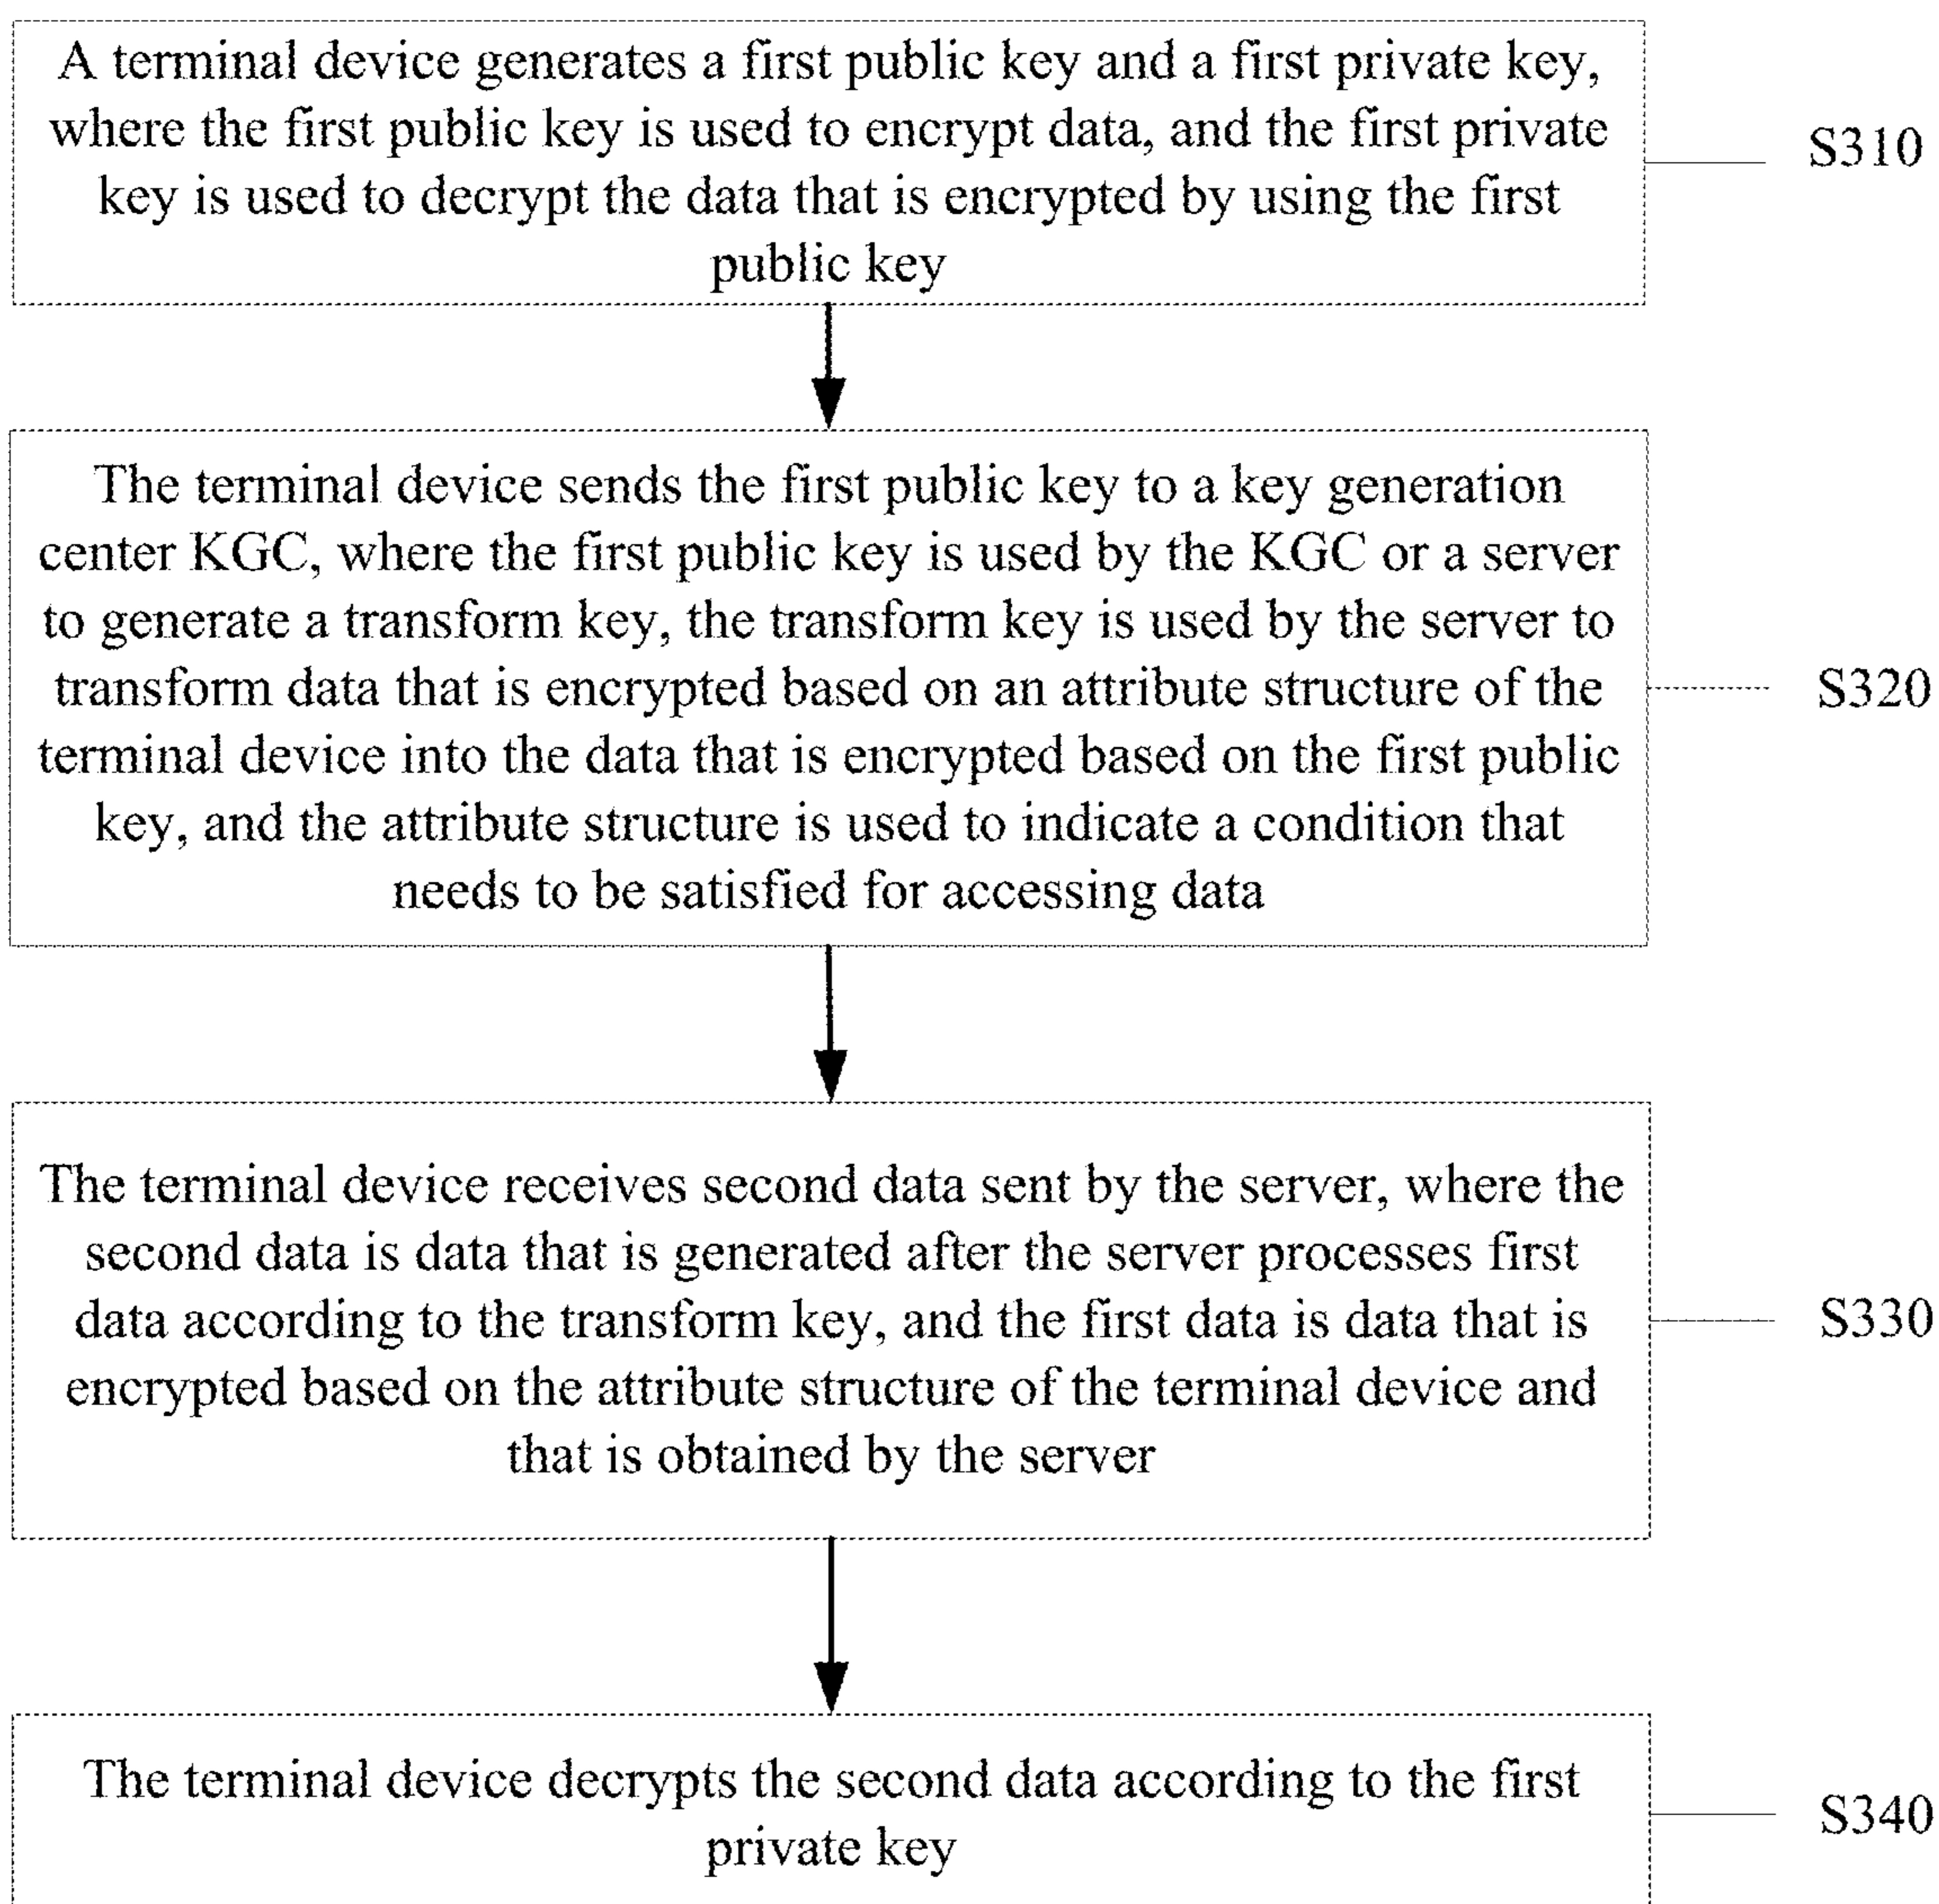 A terminal device generates a first public key and a first private key,
where the first public key is used to encrypt data, and the first private
key is used to decrypt the data that is encrypted by using the first
public key
S310
The terminal device sends the first public key to a key generation
center KGC, where the first public key is used by the KGC or a server
to generate a transform key, the transform key is used by the server to
transform data that is encrypted based on an attribute structure of the
terminal device into the data that is encrypted based on the first public
key, and the attribute structure is used to indicate a condition that
needs to be satisfied for accessing data
S320
The terminal device receives second data sent by the server, where the
second data is data that is generated after the server processes first
data according to the transform key, and the first data is data that is
encrypted based on the attribute structure of the terminal device and
that is obtained by the server
S330
The terminal device decrypts the second data according to the first
private key
S340